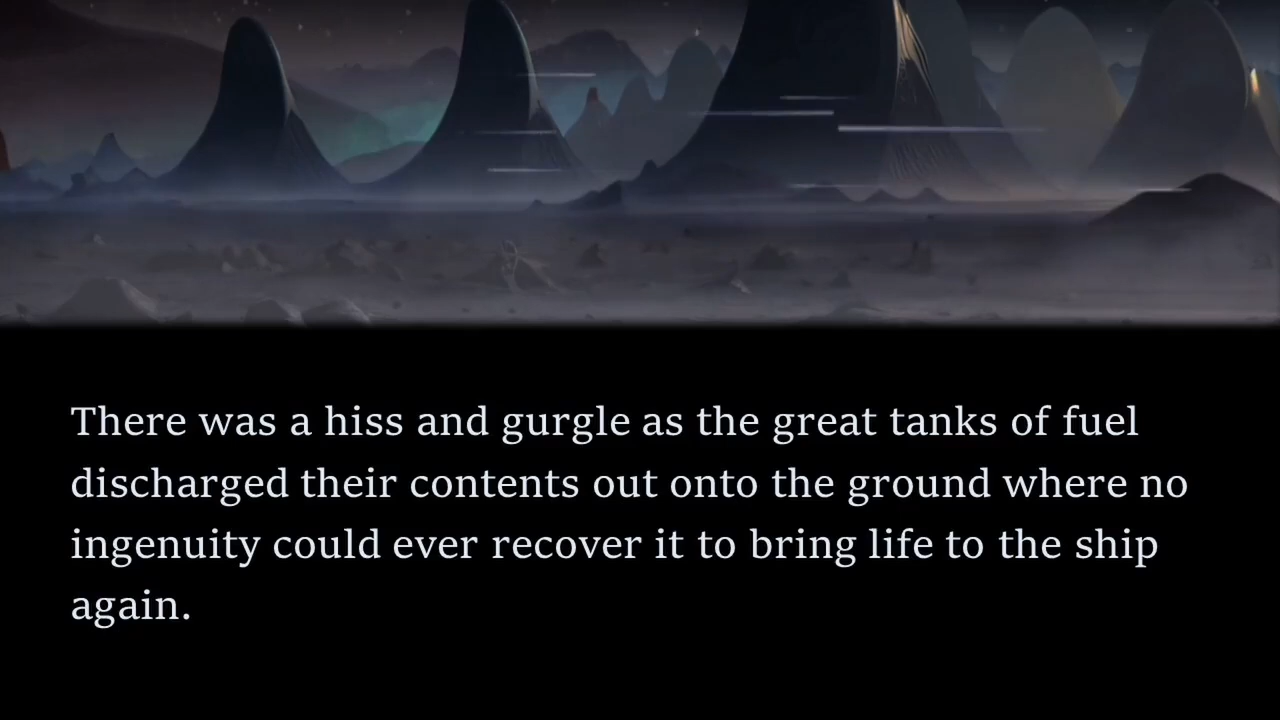 There was a hiss and gurgle as the great tanks of fuel
discharged their contents out onto the ground where no
ingenuity could ever recover it to bring life to the ship
again.